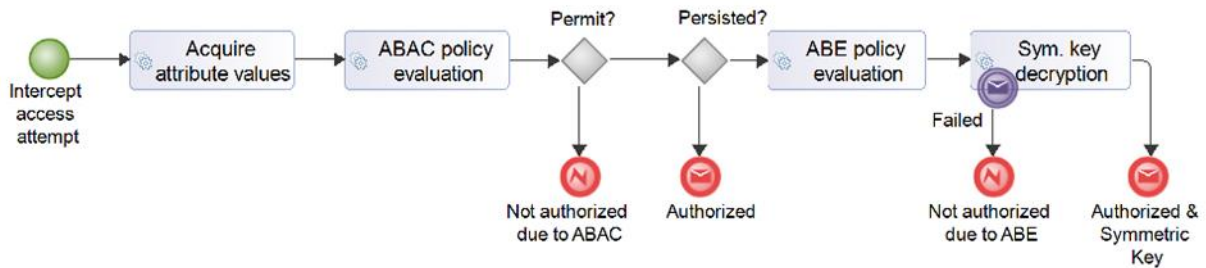 Permit?
Persisted?
Acquire
attribute values
ABAC policy
evaluation
ABE policy
evaluation
Sym. key
decryption
Intercept
access
attempt
Failed
Not authorized
due to ABAC
Authorized
Not authorized
due to ABE
Authorized &
Symmetric
Key